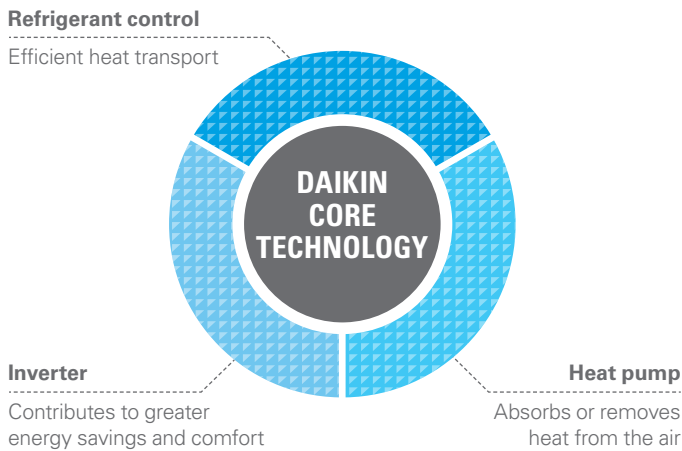 Refrigerant control
Efficient heat transport
DAIKIN
CORE
TECHNOLOGY
Inverter
Contributes to greater
energy savings and comfort
Heat pump
Absorbs or removes
heat from the air